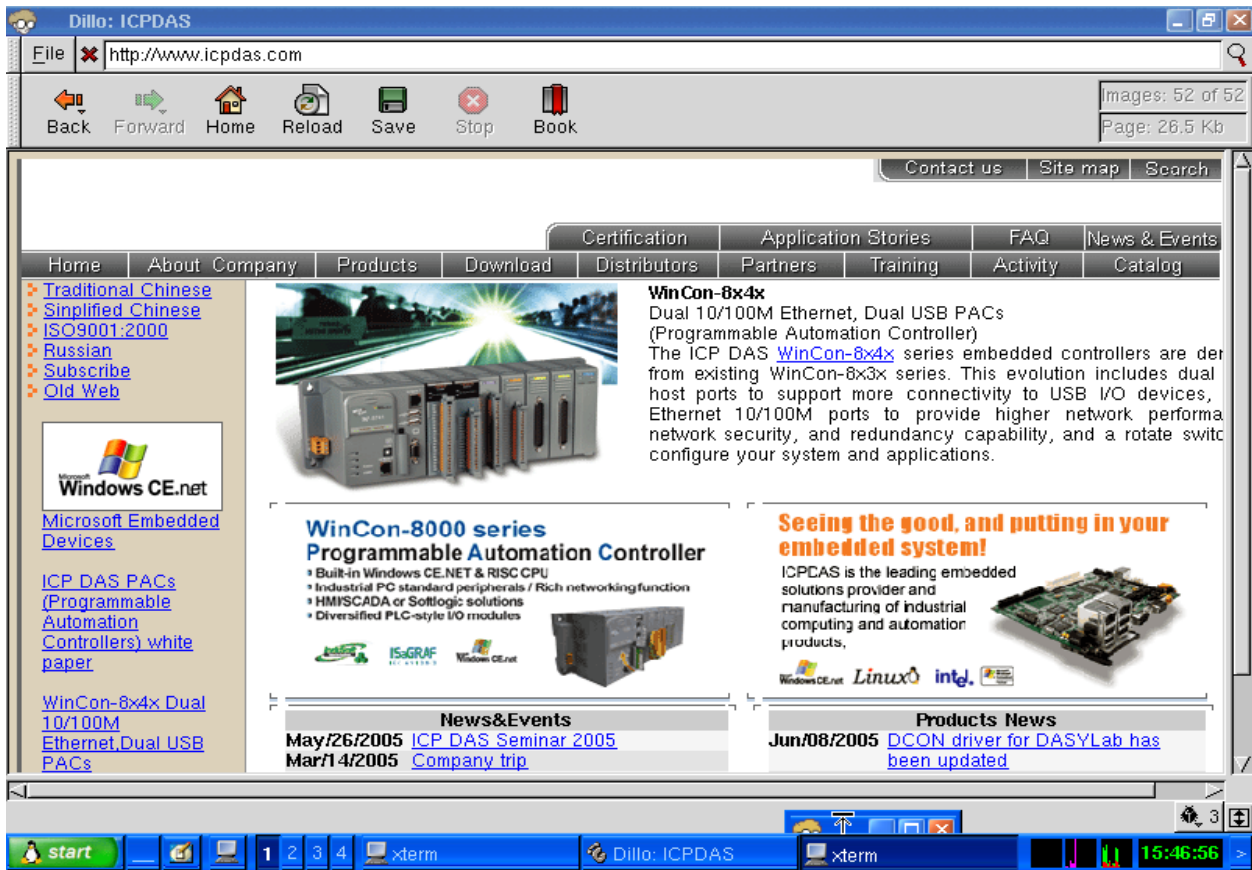 Dillo: ICPDAS
File http://www.icpdas.com
Back Forward Home Reload Save Stop Book
Images: 52 of 52
Page: 26.5 Kb
Contact us Site map Search
Certification Application Stories FAQ News & Events
Home About Company Products Download Distributors Partners Training Activity Catalog
Traditional Chinese
Sinplified Chinese
ISO9001:2000
Russian
Subscribe
Old Web
Microsoft
Windows CE.net
Microsoft Embedded
Devices
ICP DAS PACs
(Programmable
Automation
Controllers) white
paper
WinCon-8x4x Dual
10/100M
Ethernet,Dual USB
PACs
WinCon-8x4x
Dual 10/100M Ethernet, Dual USB PACs
(Programmable Automation Controller)
The ICP DAS WinCon-8x4x series embedded controllers are der
from existing WinCon-8x3x series. This evolution includes dual
host ports to support more connectivity to USB I/O devices,
Ethernet 10/100M ports to provide higher network performa
network security, and redundancy capability, and a rotate switc
configure your system and applications.
WinCon-8000 series
Programmable Automation Controller
Built-in Windows CE.NET & RISC CPU
Industrial PC standard peripherals / Rich networking function
HMI/SCADA or Softlogic solutions
Diversified PLC-style I/O modules
ISaGRAF
Windows CE.net
Seeing the good, and putting in your
embedded system!
ICPDAS is the leading embedded
solutions provider and
manufacturing of industrial
computing and automation
products,
Windows CE.net Linux intel.
News&Events
May/26/2005 ICP DAS Seminar 2005
Mar/14/2005 Company trip
Products News
Jun/08/2005 DCON driver for DASYLab has
been updated
3
start 1 2 3 4 xterm Dillo: ICPDAS xterm 15:46:56 >